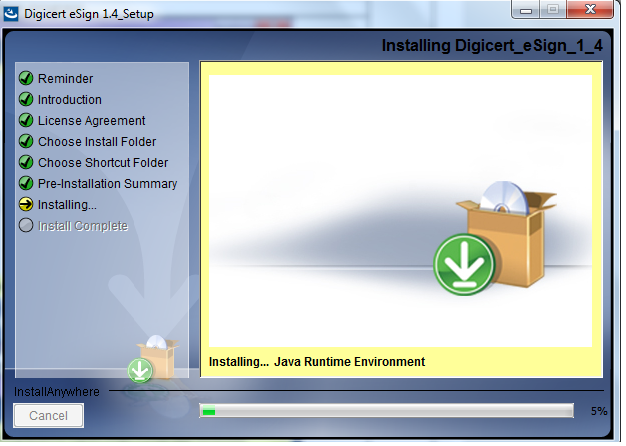 Digicert eSign 1.4_Setup
Installing Digicert_eSign_1_4
Reminder
Introduction
License Agreement
Choose Install Folder
Choose Shortcut Folder
Pre-Installation Summary
Installing...
Install Complete
Installing... Java Runtime Environment
InstallAnywhere
Cancel
5%